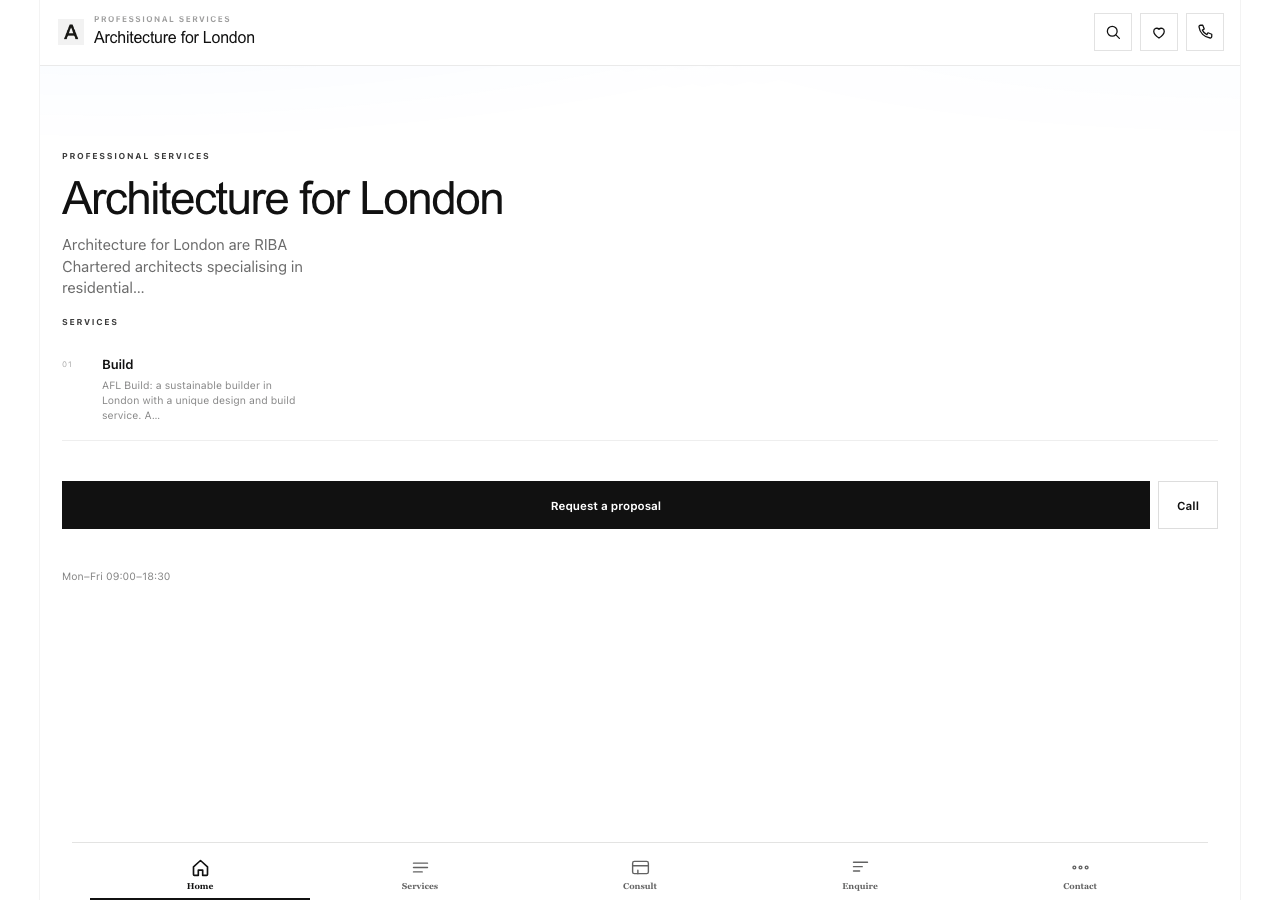 A
PROFESSIONAL SERVICES
Architecture for London
PROFESSIONAL SERVICES
Architecture for London
Architecture for London are RIBA
Chartered architects specialising in
residential...
SERVICES
01
Build
AFL Build: a sustainable builder in
London with a unique design and build
service. A...
Request a proposal
Call
Mon–Fri 09:00–18:30
Home
Services
Consult
Enquire
Contact